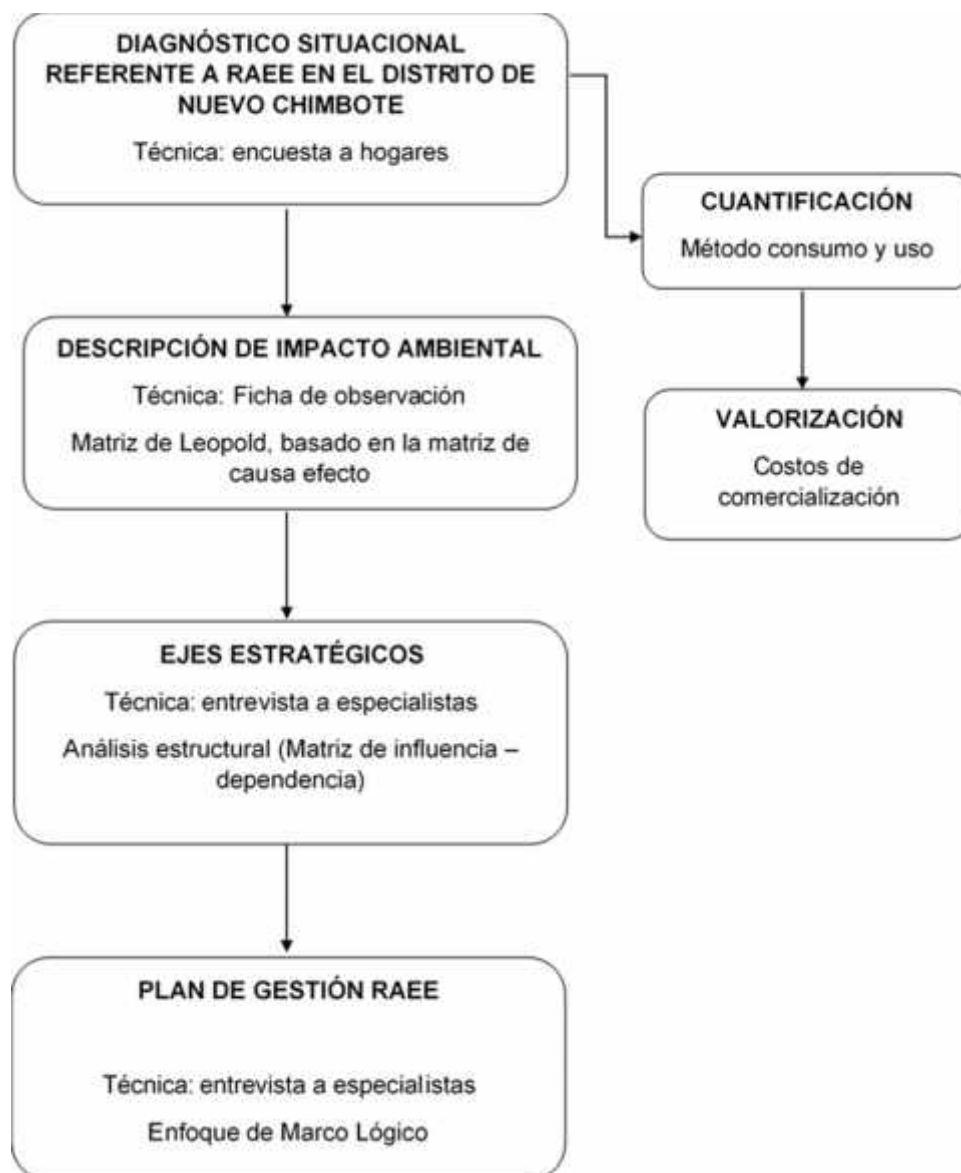 DIAGNÓSTICO SITUACIONAL
REFERENTE A RAEE EN EL DISTRITO DE
NUEVO CHIMBOTE
Técnica: encuesta a hogares
CUANTIFICACIÓN
Método consumo y uso
DESCRIPCIÓN DE IMPACTO AMBIENTAL
Técnica: Ficha de observación
Matriz de Leopold, basado en la matriz de
causa efecto
VALORIZACIÓN
Costos de
comercialización
EJES ESTRATÉGICOS
Técnica: entrevista a especialistas
Análisis estructural (Matriz de influencia –
dependencia)
PLAN DE GESTIÓN RAEE
Técnica: entrevista a especialistas
Enfoque de Marco Lógico